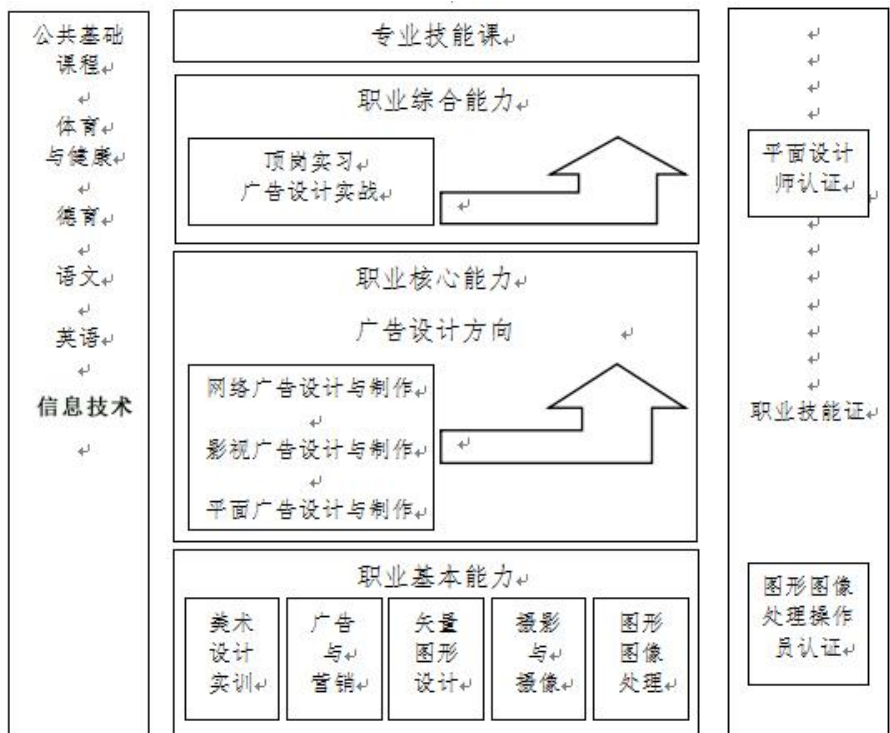 公共基础
课程
体育
与健康
德育
语文
英语
信息技术
专业技能课
职业综合能力
顶岗实习
广告设计实战
职业核心能力
广告设计方向
网络广告设计与制作
影视广告设计与制作
平面广告设计与制作
职业基本能力
美术
设计
实训
广告
与
营销
矢量
图形
设计
摄影
与
摄像
图形
图像
处理
平面设计
师认证
职业技能证
图形图像
处理操作
员认证